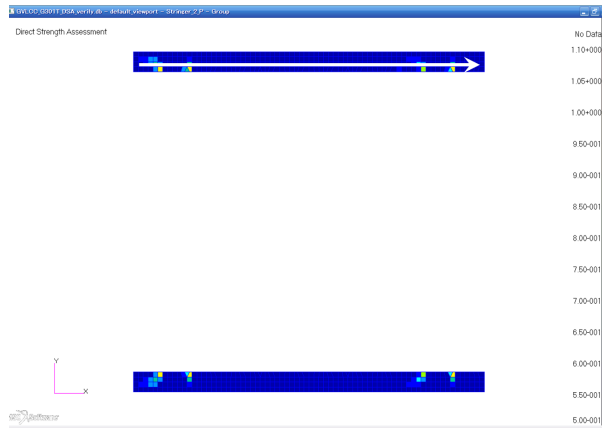 GVLCC_G301T_DSA_verify.db - default_viewport - Stringer_2_P - Group
Direct Strength Assessment
No Data
1.10+000
1.05+000
1.00+000
9.50-001
9.00-001
8.50-001
8.00-001
7.50-001
7.00-001
6.50-001
6.00-001
5.50-001
5.00-001
Y
X